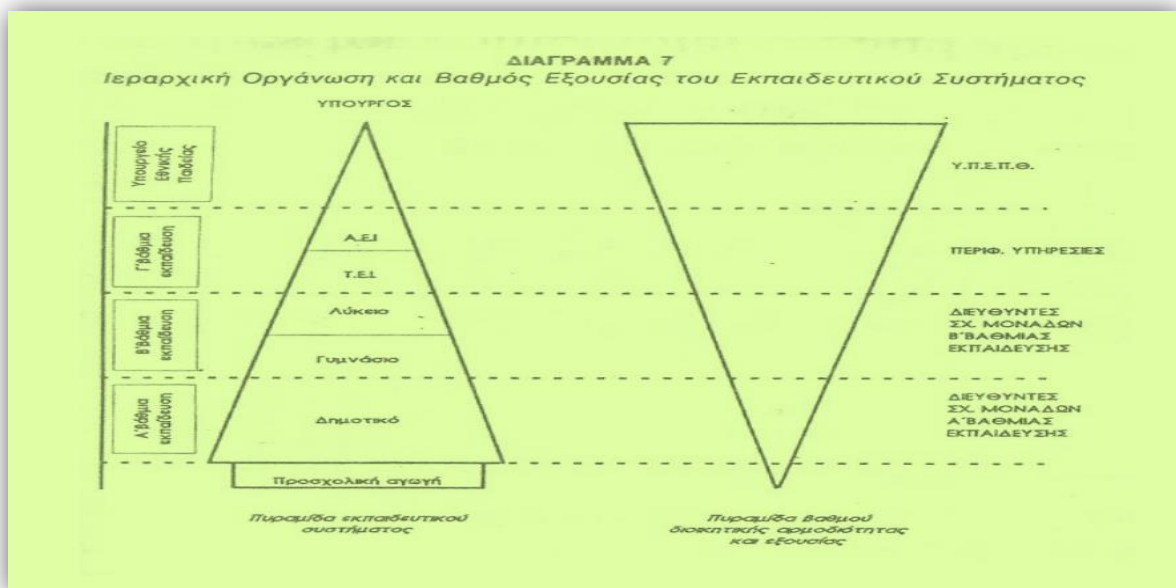 ΔΙΑΓΡΑΜΜΑ 7
Ιεραρχική Οργάνωση και Βαθμός Εξουσίας του Εκπαιδευτικού Συστήματος
ΥΠΟΥΡΓΟΣ
Υπουργείο
Εθνικής
Παιδείας
Υ.Π.Ε.Π.Θ.
Γ'βάθμια
εκπαίδευση
Α.Ε.Ι
Τ.Ε.Ι.
ΠΕΡΙΦ. ΥΠΗΡΕΣΙΕΣ
Β'βάθμια
εκπαίδευση
Λύκειο
Γυμνάσιο
ΔΙΕΥΘΥΝΤΕΣ
ΣΧ. ΜΟΝΑΔΩΝ
Β'ΒΑΘΜΙΑΣ
ΕΚΠΑΙΔΕΥΣΗΣ
Α'βάθμια
εκπαίδευση
Δημοτικό
ΔΙΕΥΘΥΝΤΕΣ
ΣΧ. ΜΟΝΑΔΩΝ
Α'ΒΑΘΜΙΑΣ
ΕΚΠΑΙΔΕΥΣΗΣ
Προσχολική αγωγή
Πυραμίδα εκπαιδευτικού
συστήματος
Πυραμίδα βαθμού
διοικητικής αρμοδιότητας
και εξουσίας